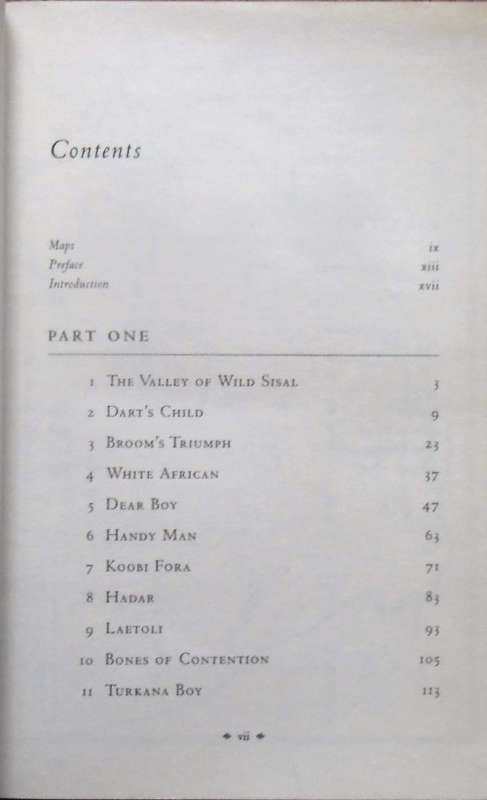 Contents
Maps ix
Preface xiii
Introduction xvii
PART ONE
1 The Valley of Wild Sisal 3
2 Dart's Child 9
3 Broom's Triumph 23
4 White African 37
5 Dear Boy 47
6 Handy Man 63
7 Koobi Fora 71
8 Hadar 83
9 Laetoli 93
10 Bones of Contention 105
11 Turkana Boy 113
vii